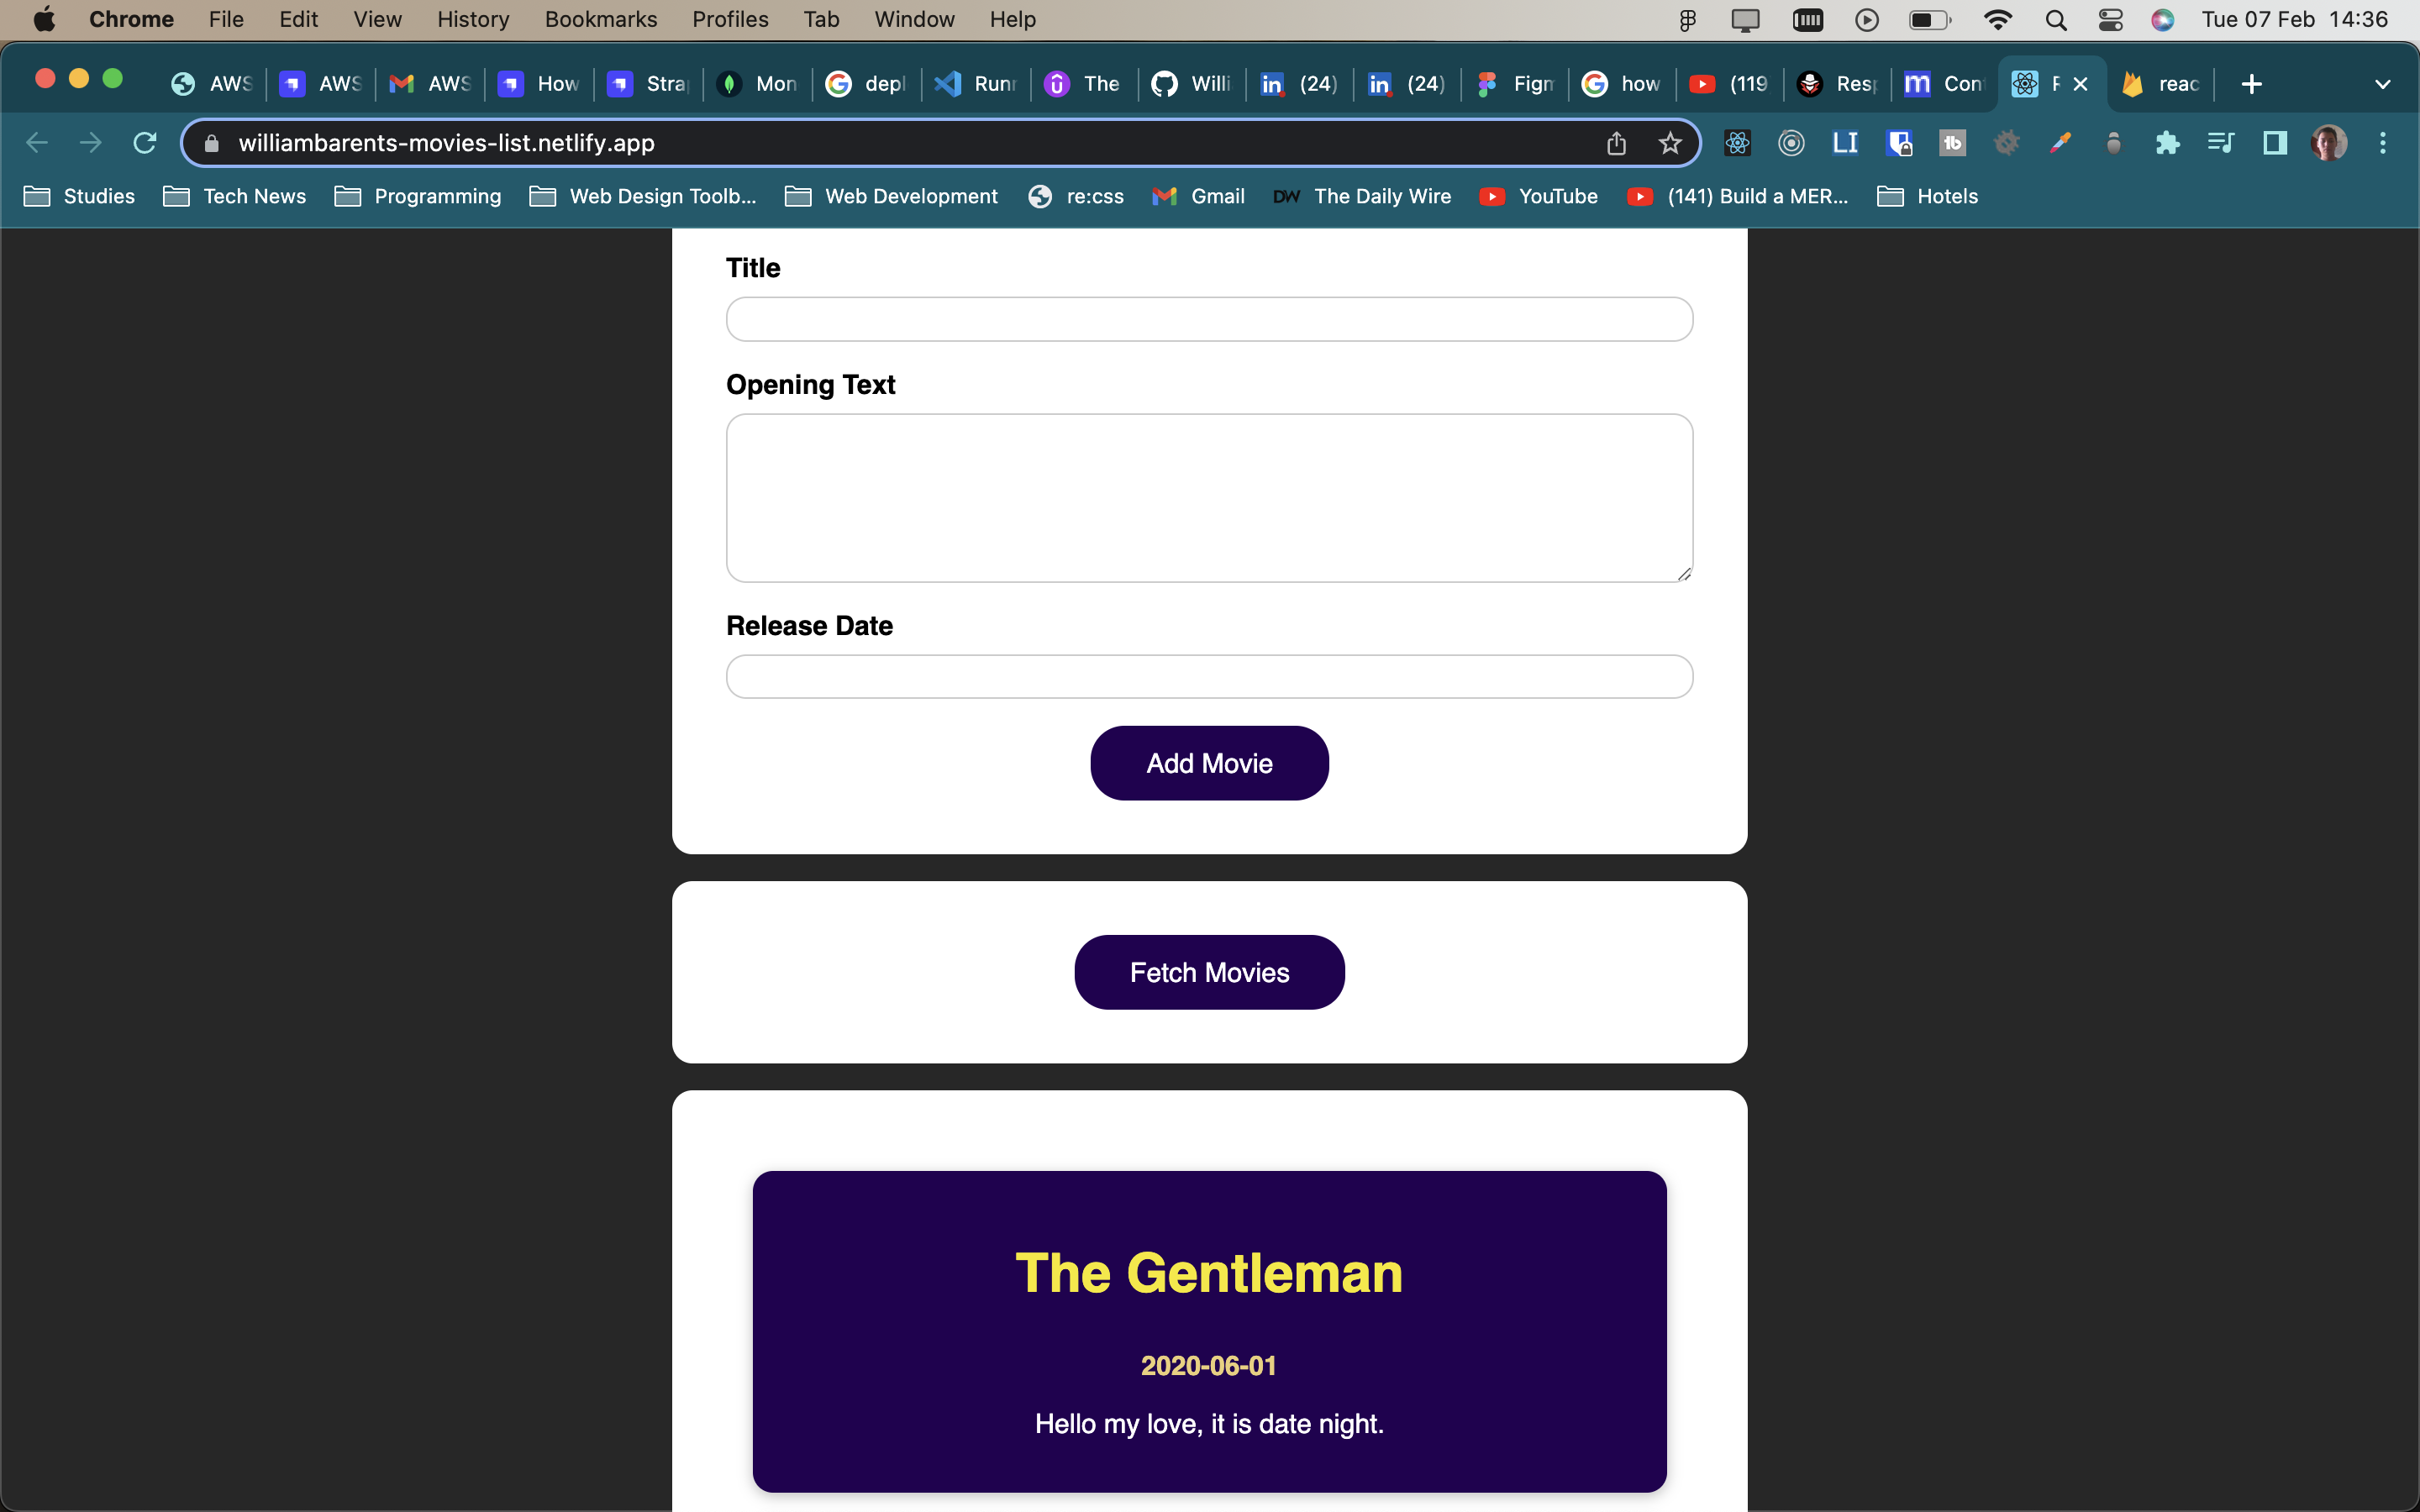 Chrome File Edit View History Bookmarks Profiles Tab Window Help Tue 07 Feb 14:36
AWS AWS AWS How Stra Mon depl Runr The Willi (24) (24) Figm how (119 Resp Con reac
williambarents-movies-list.netlify.app LI tb
Studies Tech News Programming Web Design Toolb... Web Development re:css Gmail DW The Daily Wire YouTube (141) Build a MER... Hotels
Title
Opening Text
Release Date
Add Movie
Fetch Movies
The Gentleman
2020-06-01
Hello my love, it is date night.